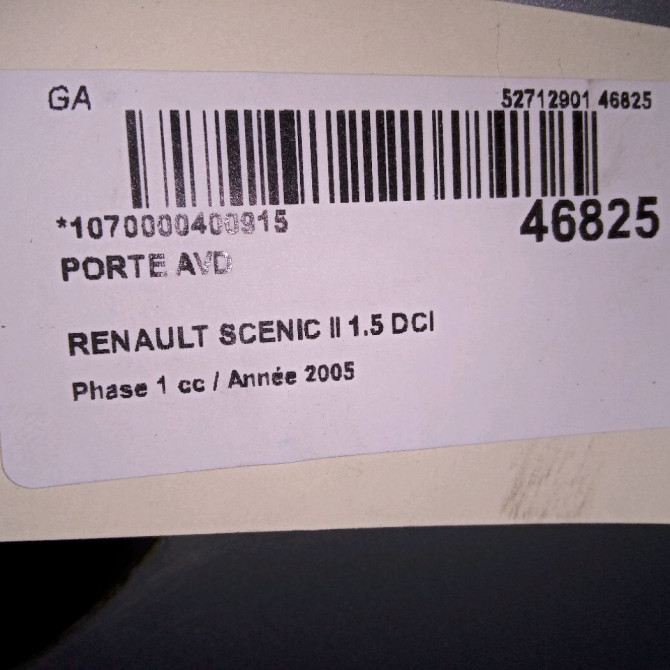 GA
52712901 46825
*1070000400915
46825
PORTE AVD
RENAULT SCENIC II 1.5 DCI
Phase 1 cc / Année 2005